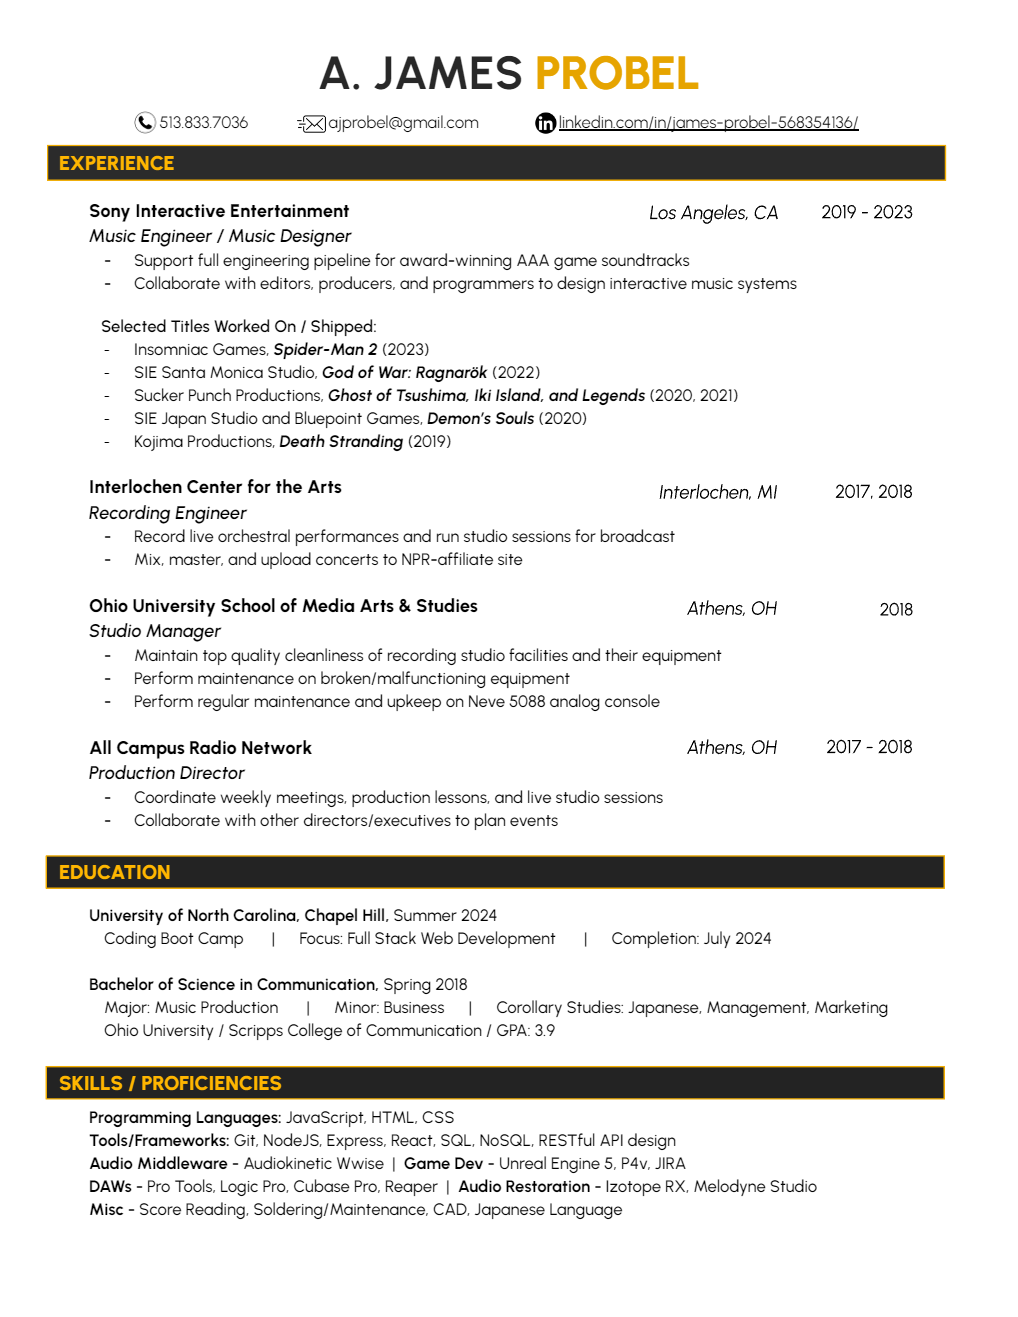 A. JAMES PROBEL
513.833.7036 ajprobel@gmail.com linkedin.com/in/james-probel-568354136/
EXPERIENCE
Sony Interactive Entertainment Los Angeles, CA 2019 - 2023
Music Engineer / Music Designer
- Support full engineering pipeline for award-winning AAA game soundtracks
- Collaborate with editors, producers, and programmers to design interactive music systems
Selected Titles Worked On / Shipped:
- Insomniac Games, Spider-Man 2 (2023)
- SIE Santa Monica Studio, God of War: Ragnarök (2022)
- Sucker Punch Productions, Ghost of Tsushima, Iki Island, and Legends (2020, 2021)
- SIE Japan Studio and Bluepoint Games, Demon's Souls (2020)
- Kojima Productions, Death Stranding (2019)
Interlochen Center for the Arts Interlochen, MI 2017, 2018
Recording Engineer
- Record live orchestral performances and run studio sessions for broadcast
- Mix, master, and upload concerts to NPR-affiliate site
Ohio University School of Media Arts & Studies Athens, OH 2018
Studio Manager
- Maintain top quality cleanliness of recording studio facilities and their equipment
- Perform maintenance on broken/malfunctioning equipment
- Perform regular maintenance and upkeep on Neve 5088 analog console
All Campus Radio Network Athens, OH 2017 - 2018
Production Director
- Coordinate weekly meetings, production lessons, and live studio sessions
- Collaborate with other directors/executives to plan events
EDUCATION
University of North Carolina, Chapel Hill, Summer 2024
Coding Boot Camp | Focus: Full Stack Web Development | Completion: July 2024
Bachelor of Science in Communication, Spring 2018
Major: Music Production | Minor: Business | Corollary Studies: Japanese, Management, Marketing
Ohio University / Scripps College of Communication / GPA: 3.9
SKILLS / PROFICIENCIES
Programming Languages: JavaScript, HTML, CSS
Tools/Frameworks: Git, NodeJS, Express, React, SQL, NoSQL, RESTful API design
Audio Middleware - Audiokinetic Wwise | Game Dev - Unreal Engine 5, P4v, JIRA
DAWs - Pro Tools, Logic Pro, Cubase Pro, Reaper | Audio Restoration - Izotope RX, Melodyne Studio
Misc - Score Reading, Soldering/Maintenance, CAD, Japanese Language